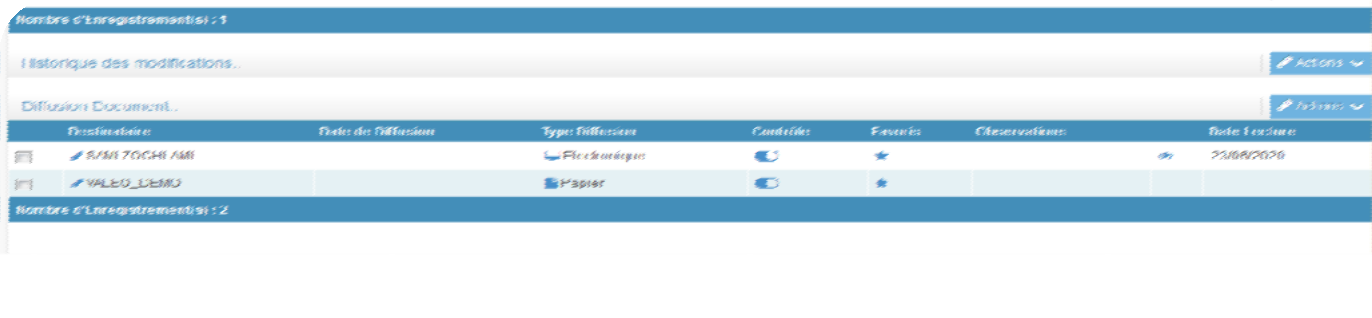 Nombre d'Enregistrement(s) : 1
Historique des modifications..
Actions
Diffusion Document..
Actions
Destinataire Date de Diffusion Type Diffusion Contrôle Favoris Observations Date Lecture
SAMI Electronique 23/06/2020
VALEO_DEMO Papier
Nombre d'Enregistrement(s) : 2